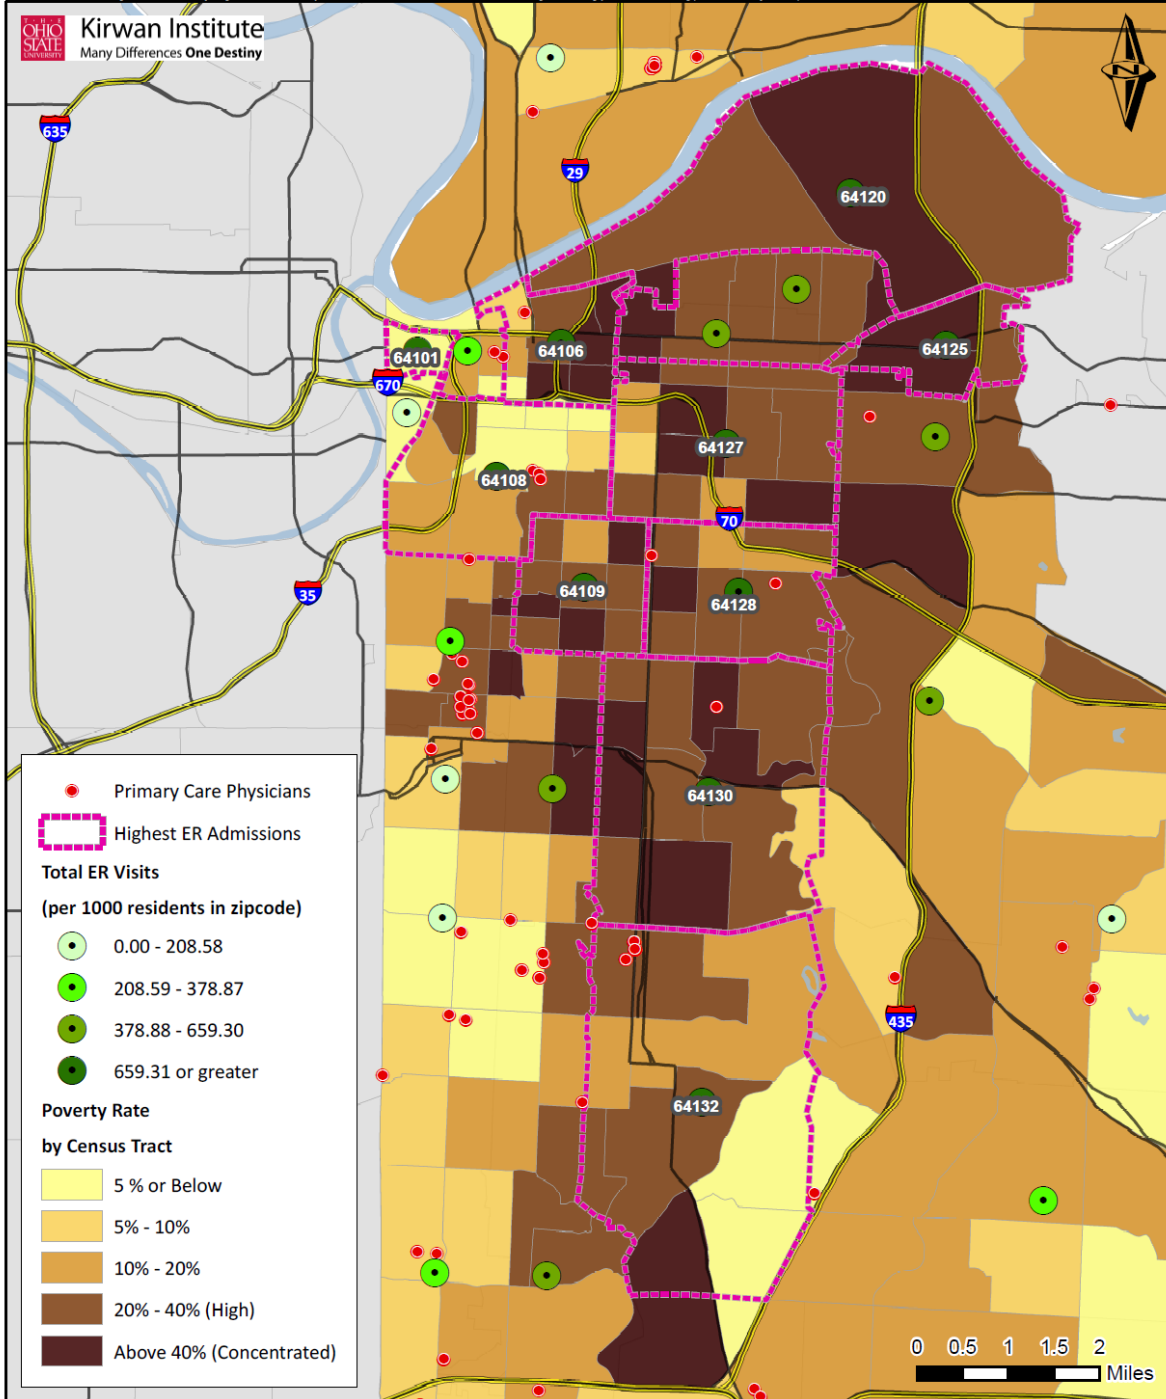 THE
OHIO
STATE
UNIVERSITY
Kirwan Institute
Many Differences One Destiny
N
635
29
64120
64101
64106
64125
670
64127
64108
70
35
64109
64128
64130
435
64132
Primary Care Physicians
Highest ER Admissions
Total ER Visits
(per 1000 residents in zipcode)
0.00 - 208.58
208.59 - 378.87
378.88 - 659.30
659.31 or greater
Poverty Rate
by Census Tract
5 % or Below
5% - 10%
10% - 20%
20% - 40% (High)
Above 40% (Concentrated)
0 0.5 1 1.5 2
Miles